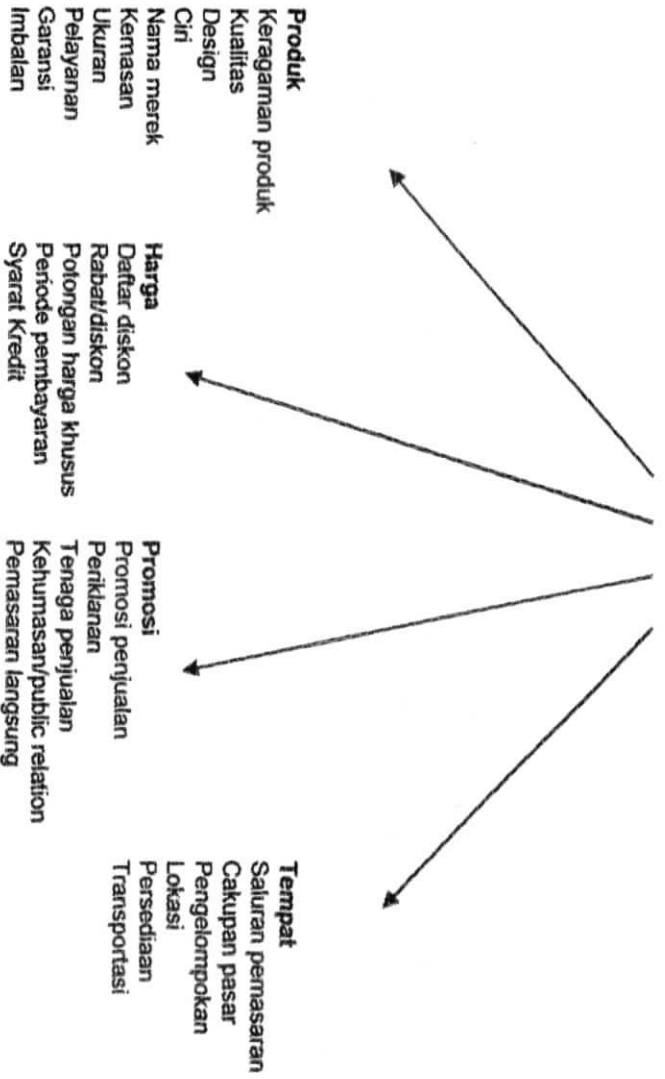 Produk
Keragaman produk
Kualitas
Design
Ciri
Nama merek
Kemasan
Ukuran
Pelayanan
Garansi
Imbalan
Harga
Daftar diskon
Rabat/diskon
Potongan harga khusus
Periode pembayaran
Syarat Kredit
Promosi
Promosi penjualan
Periklanan
Tenaga penjualan
Kehumasan/public relation
Pemasaran langsung
Tempat
Saluran pemasaran
Cakupan pasar
Pengelompokan
Lokasi
Persediaan
Transportasi